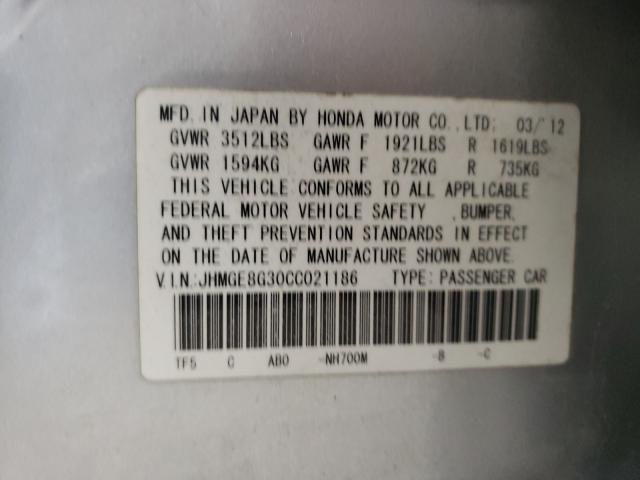 MFD. IN JAPAN BY HONDA MOTOR CO., LTD; 03/'12
GVWR 3512LBS GAWR F 1921LBS R 1619LBS
GVWR 1594KG GAWR F 872KG R 735KG
THIS VEHICLE CONFORMS TO ALL APPLICABLE
FEDERAL MOTOR VEHICLE SAFETY , BUMPER,
AND THEFT PREVENTION STANDARDS IN EFFECT
ON THE DATE OF MANUFACTURE SHOWN ABOVE.
V.I.N.:JHMGE8G30CC021186 TYPE: PASSENGER CAR
TF5 C AB0 -NH700M -B -C